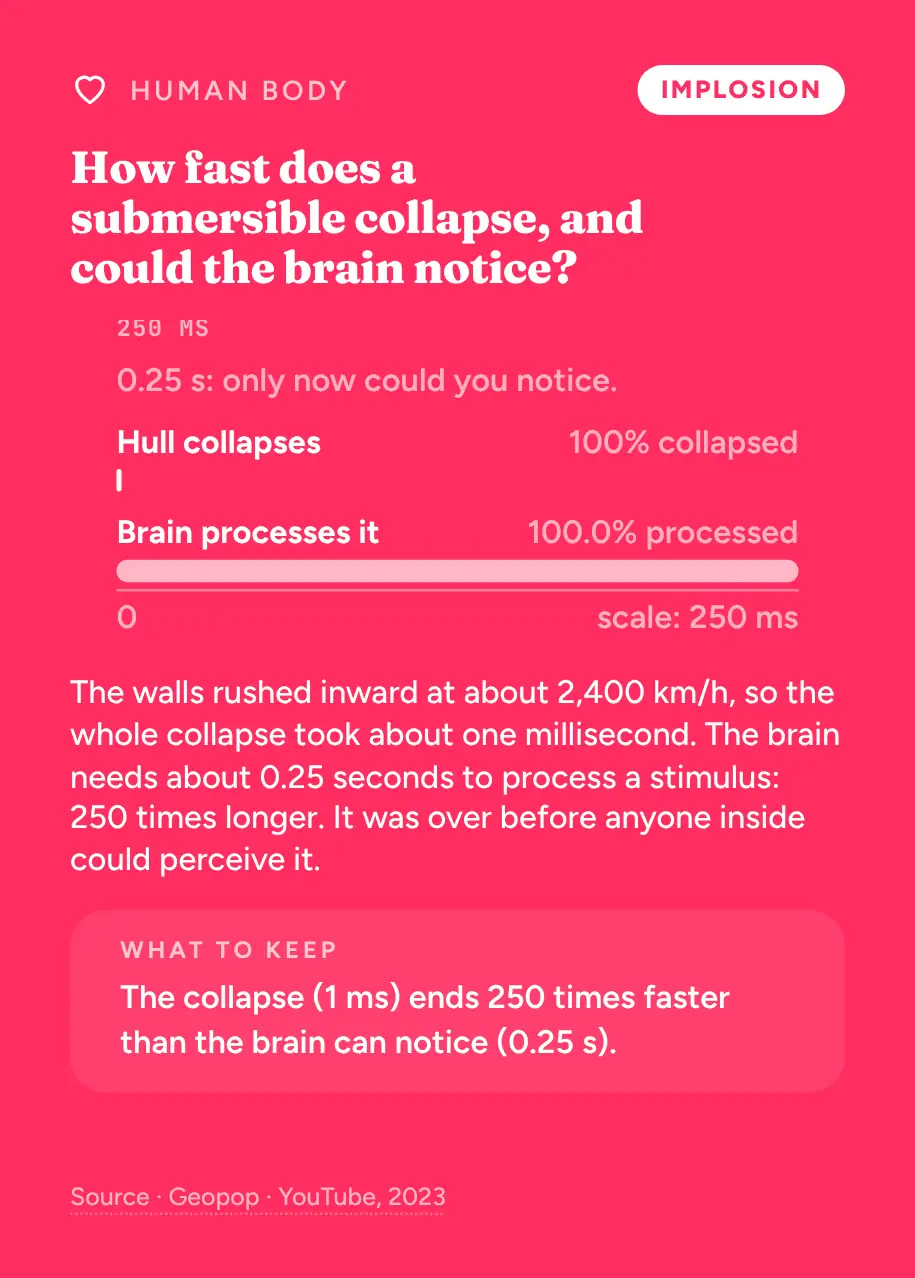 HUMAN BODY
IMPLOSION
How fast does a
submersible collapse, and
could the brain notice?
250 MS
0.25 s: only now could you notice.
Hull collapses
100% collapsed
Brain processes it
100.0% processed
0
scale: 250 ms
The walls rushed inward at about 2,400 km/h, so the
whole collapse took about one millisecond. The brain
needs about 0.25 seconds to process a stimulus:
250 times longer. It was over before anyone inside
could perceive it.
WHAT TO KEEP
The collapse (1 ms) ends 250 times faster
than the brain can notice (0.25 s).
Source · Geopop · YouTube, 2023